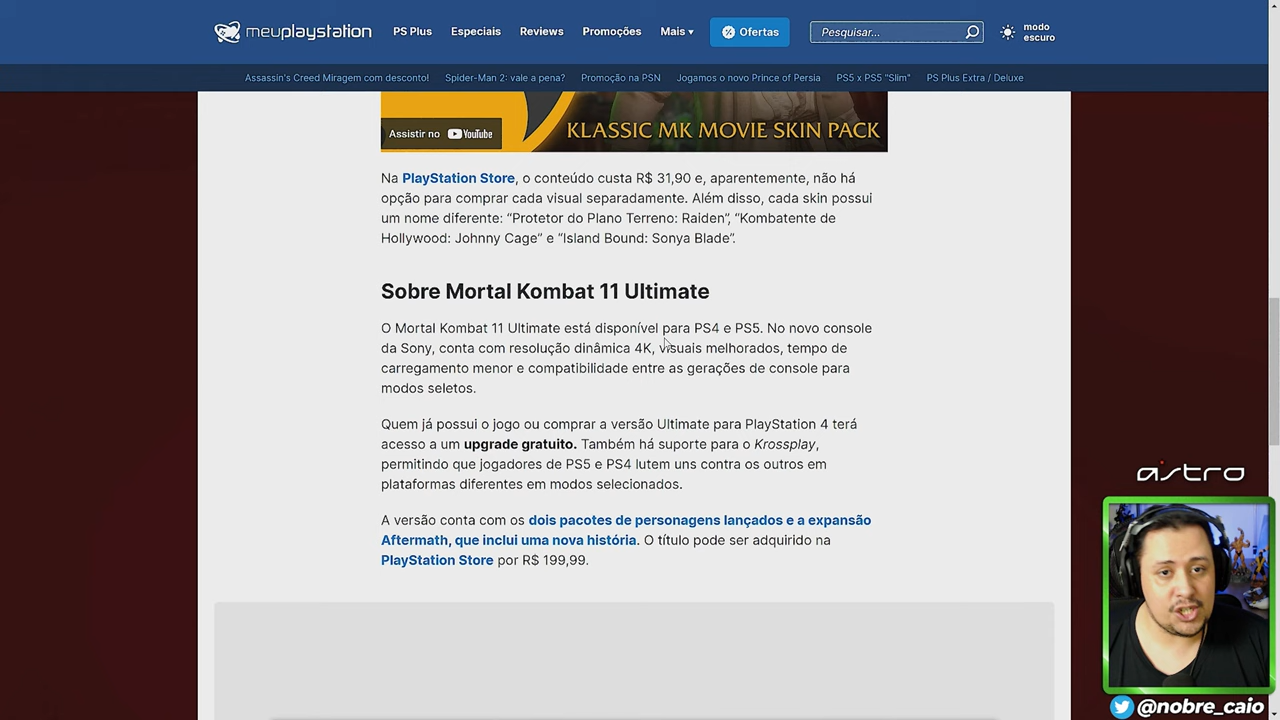 meuplaystation
PS Plus
Especiais
Reviews
Promoções
Mais ▾
Ofertas
Pesquisar...
modo
escuro
Assassin's Creed Miragem com desconto!
Spider-Man 2: vale a pena?
Promoção na PSN
Jogamos o novo Prince of Persia
PS5 x PS5 "Slim"
PS Plus Extra / Deluxe
Assistir no YouTube
KLASSIC MK MOVIE SKIN PACK
Na PlayStation Store, o conteúdo custa R$ 31,90 e, aparentemente, não há
opção para comprar cada visual separadamente. Além disso, cada skin possui
um nome diferente: “Protetor do Plano Terreno: Raiden”, “Kombatente de
Hollywood: Johnny Cage” e “Island Bound: Sonya Blade”.
Sobre Mortal Kombat 11 Ultimate
O Mortal Kombat 11 Ultimate está disponível para PS4 e PS5. No novo console
da Sony, conta com resolução dinâmica 4K, visuais melhorados, tempo de
carregamento menor e compatibilidade entre as gerações de console para
modos seletos.
Quem já possui o jogo ou comprar a versão Ultimate para PlayStation 4 terá
acesso a um upgrade gratuito. Também há suporte para o Krossplay,
permitindo que jogadores de PS5 e PS4 lutem uns contra os outros em
plataformas diferentes em modos selecionados.
A versão conta com os dois pacotes de personagens lançados e a expansão
Aftermath, que inclui uma nova história. O título pode ser adquirido na
PlayStation Store por R$ 199,99.
astro
@nobre_caio